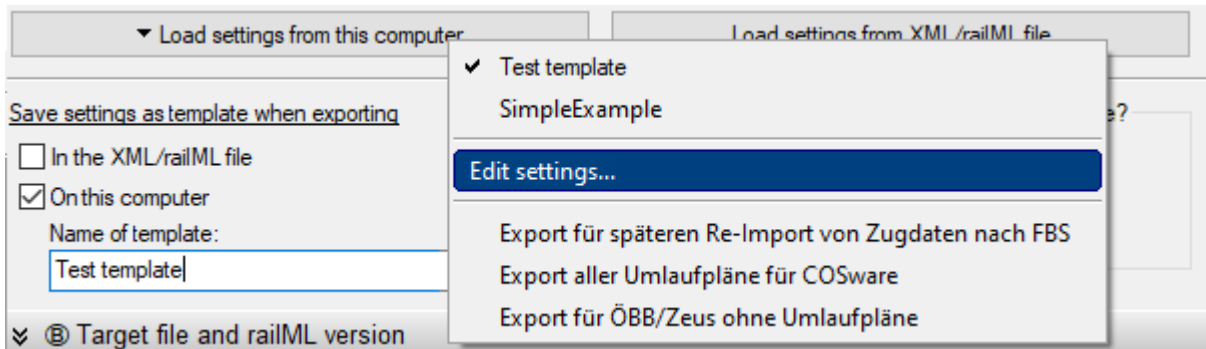 Load settings from this computer
Load settings from XML/railML file
Test template
SimpleExample
Edit settings...
Export für späteren Re-Import von Zugdaten nach FBS
Export aller Umlaufpläne für COSware
Export für ÖBB/Zeus ohne Umlaufpläne
Save settings as template when exporting
e?
In the XML/railML file
On this computer
Name of template:
Test template
Ⓑ Target file and railML version